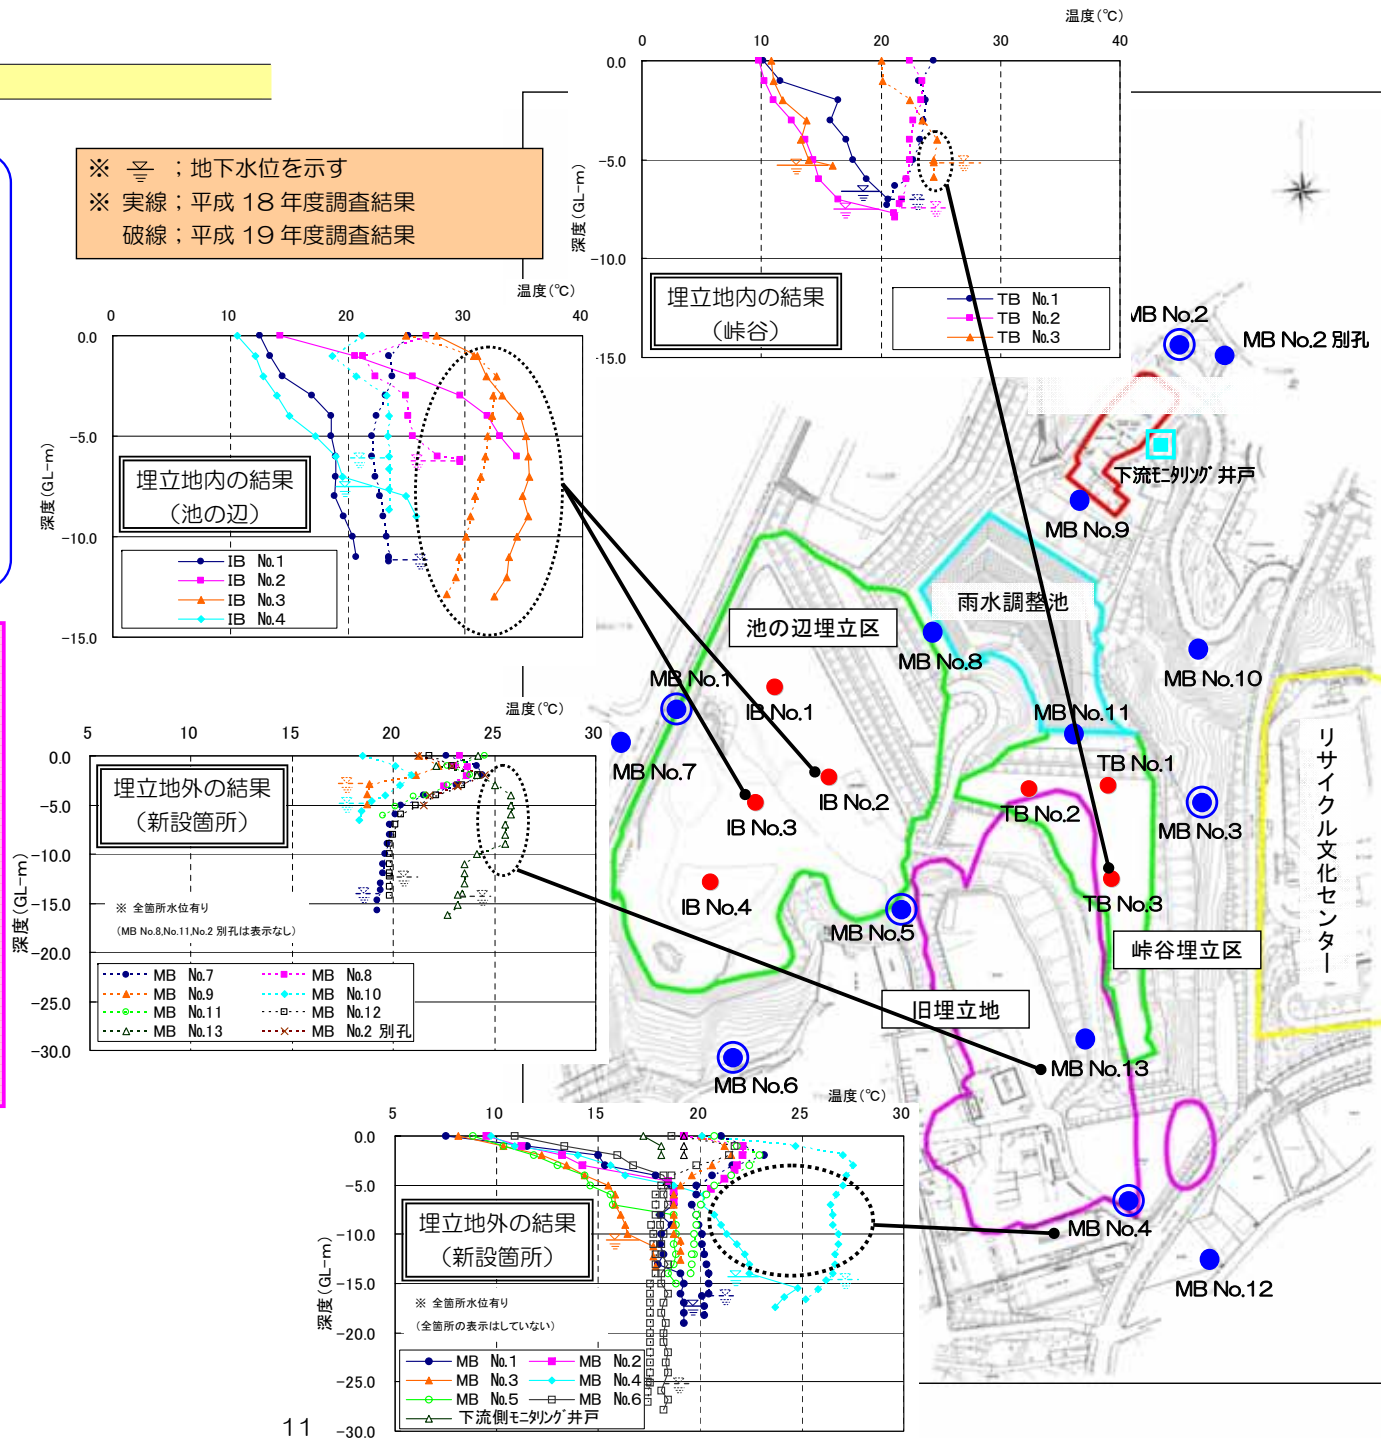 ※ ；地下水位を示す
※ 実線；平成 18 年度調査結果
破線；平成 19 年度調査結果
温度(℃)
0 10 20 30 40
0.0
-5.0
-10.0
-15.0
深度(GL-m)
埋立地内の結果
（峠谷）
TB No.1
TB No.2
TB No.3
温度(℃)
0 10 20 30 40
0.0
-5.0
-10.0
-15.0
深度(GL-m)
埋立地内の結果
（池の辺）
IB No.1
IB No.2
IB No.3
IB No.4
温度(℃)
5 10 15 20 25 30
0.0
-5.0
-10.0
-15.0
-20.0
-25.0
-30.0
深度(GL-m)
埋立地外の結果
（新設箇所）
※ 全箇所水位有り
（MB No.8,No.11,No.2 別孔は表示なし）
MB No.7 MB No.8
MB No.9 MB No.10
MB No.11 MB No.12
MB No.13 MB No.2 別孔
温度(℃)
5 10 15 20 25 30
0.0
-5.0
-10.0
-15.0
-20.0
-25.0
-30.0
深度(GL-m)
埋立地外の結果
（新設箇所）
※ 全箇所水位有り
（全箇所の表示はしていない）
MB No.1 MB No.2
MB No.3 MB No.4
MB No.5 MB No.6
下流側モニタリング井戸
MB No.2
MB No.2 別孔
下流モニタリング井戸
MB No.9
雨水調整池
池の辺埋立区
MB No.8
MB No.10
MB No.1
IB No.1
MB No.11
MB No.7
IB No.2
TB No.1
TB No.2
IB No.3
MB No.3
リサイクル文化センター
IB No.4
TB No.3
MB No.5
峠谷埋立区
旧埋立地
MB No.13
MB No.6
MB No.4
MB No.12
11